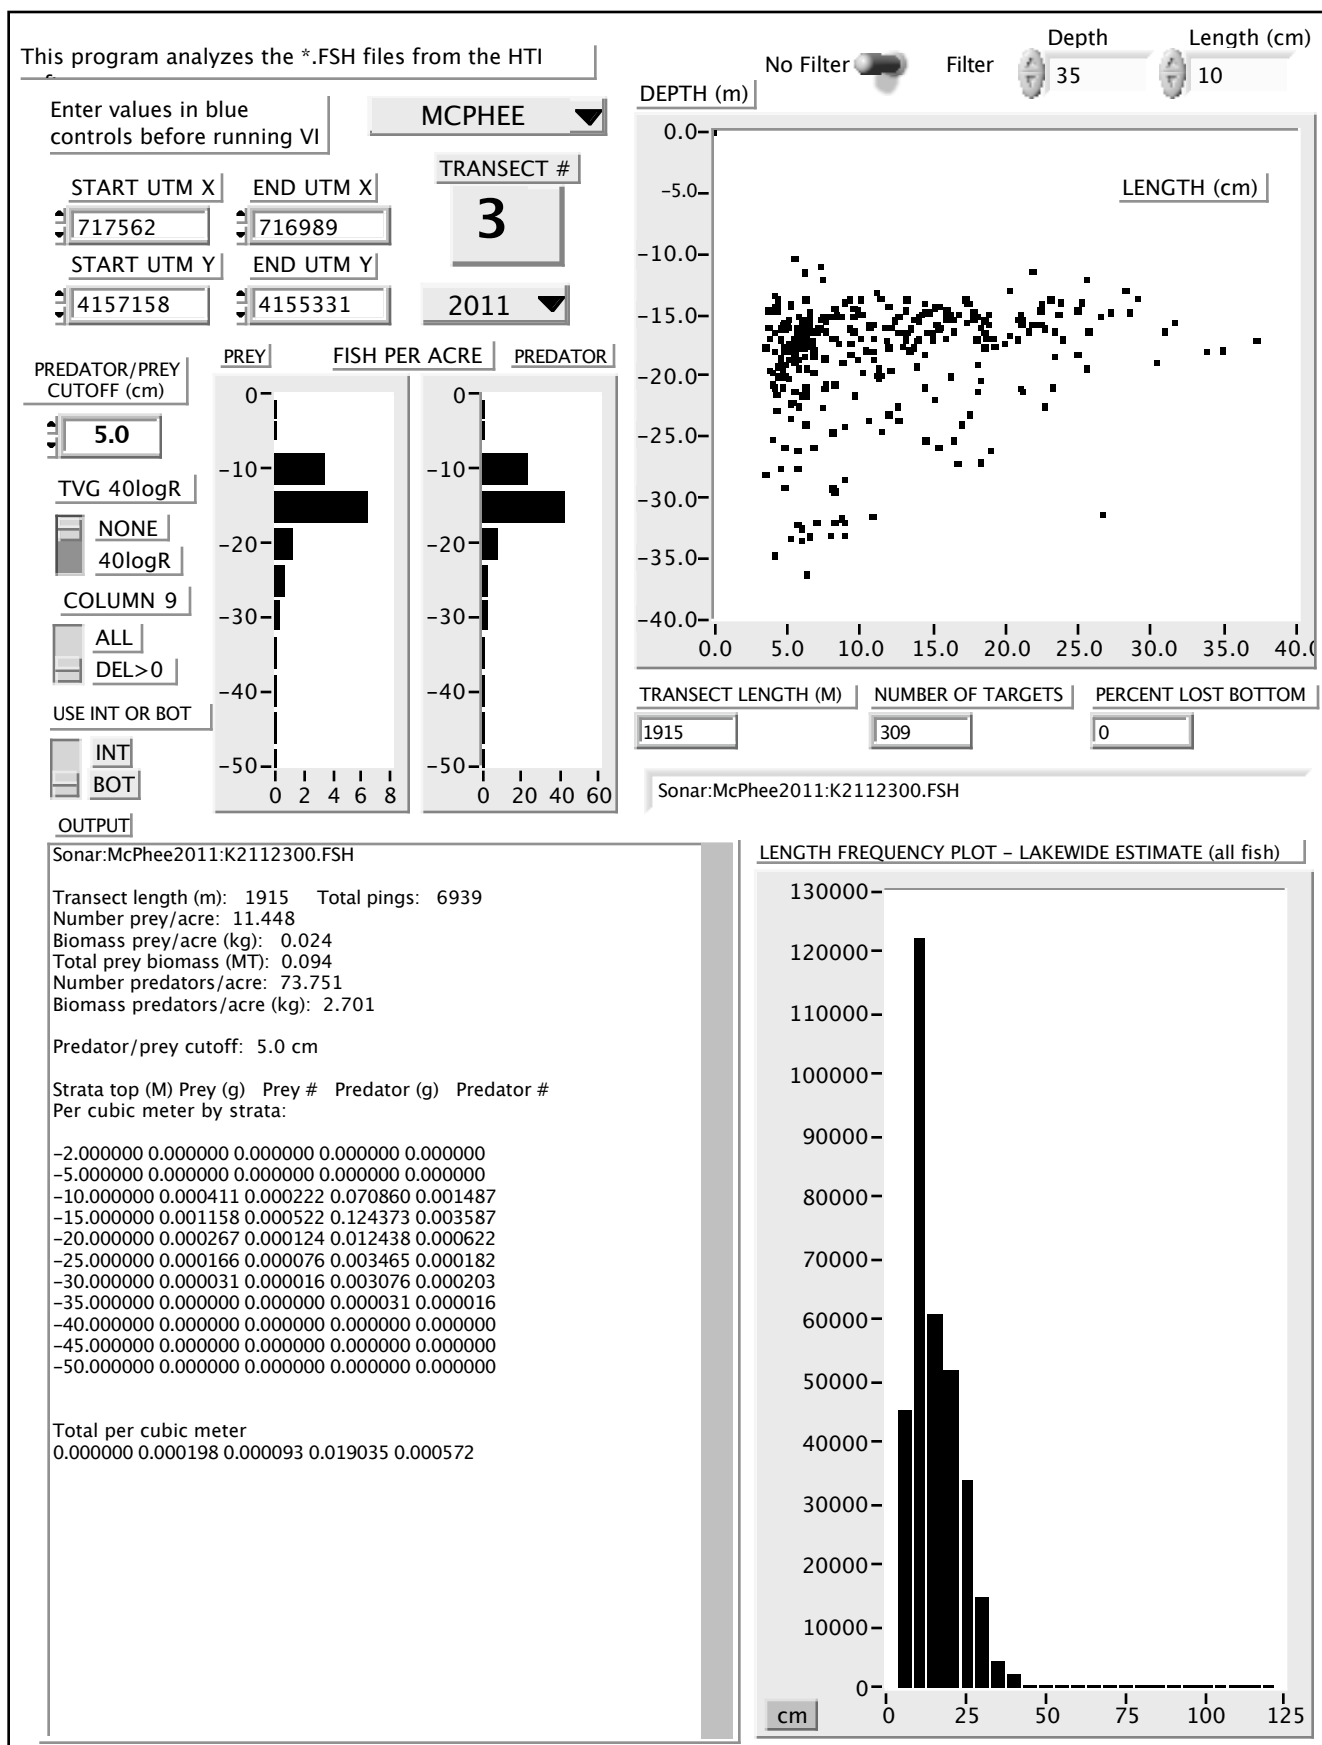 This program analyzes the *.FSH files from the HTI
Enter values in blue
controls before running VI
MCPHEE
No Filter
Filter
Depth
35
Length (cm)
10
START UTM X
717562
END UTM X
716989
TRANSECT #
3
START UTM Y
4157158
END UTM Y
4155331
2011
DEPTH (m)
LENGTH (cm)
0.0
-5.0
-10.0
-15.0
-20.0
-25.0
-30.0
-35.0
-40.0
0.0 5.0 10.0 15.0 20.0 25.0 30.0 35.0 40.0
PREDATOR/PREY
CUTOFF (cm)
5.0
TVG 40logR
NONE
40logR
COLUMN 9
ALL
DEL>0
USE INT OR BOT
INT
BOT
PREY
FISH PER ACRE
PREDATOR
0
-10
-20
-30
-40
-50
0 2 4 6 8
0
-10
-20
-30
-40
-50
0 20 40 60
TRANSECT LENGTH (M)
1915
NUMBER OF TARGETS
309
PERCENT LOST BOTTOM
0
Sonar:McPhee2011:K2112300.FSH
OUTPUT
Sonar:McPhee2011:K2112300.FSH
Transect length (m): 1915 Total pings: 6939
Number prey/acre: 11.448
Biomass prey/acre (kg): 0.024
Total prey biomass (MT): 0.094
Number predators/acre: 73.751
Biomass predators/acre (kg): 2.701
Predator/prey cutoff: 5.0 cm
Strata top (M) Prey (g) Prey # Predator (g) Predator #
Per cubic meter by strata:
-2.000000 0.000000 0.000000 0.000000 0.000000
-5.000000 0.000000 0.000000 0.000000 0.000000
-10.000000 0.000411 0.000222 0.070860 0.001487
-15.000000 0.001158 0.000522 0.124373 0.003587
-20.000000 0.000267 0.000124 0.012438 0.000622
-25.000000 0.000166 0.000076 0.003465 0.000182
-30.000000 0.000031 0.000016 0.003076 0.000203
-35.000000 0.000000 0.000000 0.000031 0.000016
-40.000000 0.000000 0.000000 0.000000 0.000000
-45.000000 0.000000 0.000000 0.000000 0.000000
-50.000000 0.000000 0.000000 0.000000 0.000000
Total per cubic meter
0.000000 0.000198 0.000093 0.019035 0.000572
LENGTH FREQUENCY PLOT - LAKEWIDE ESTIMATE (all fish)
130000
120000
110000
100000
90000
80000
70000
60000
50000
40000
30000
20000
10000
0
cm
0 25 50 75 100 125